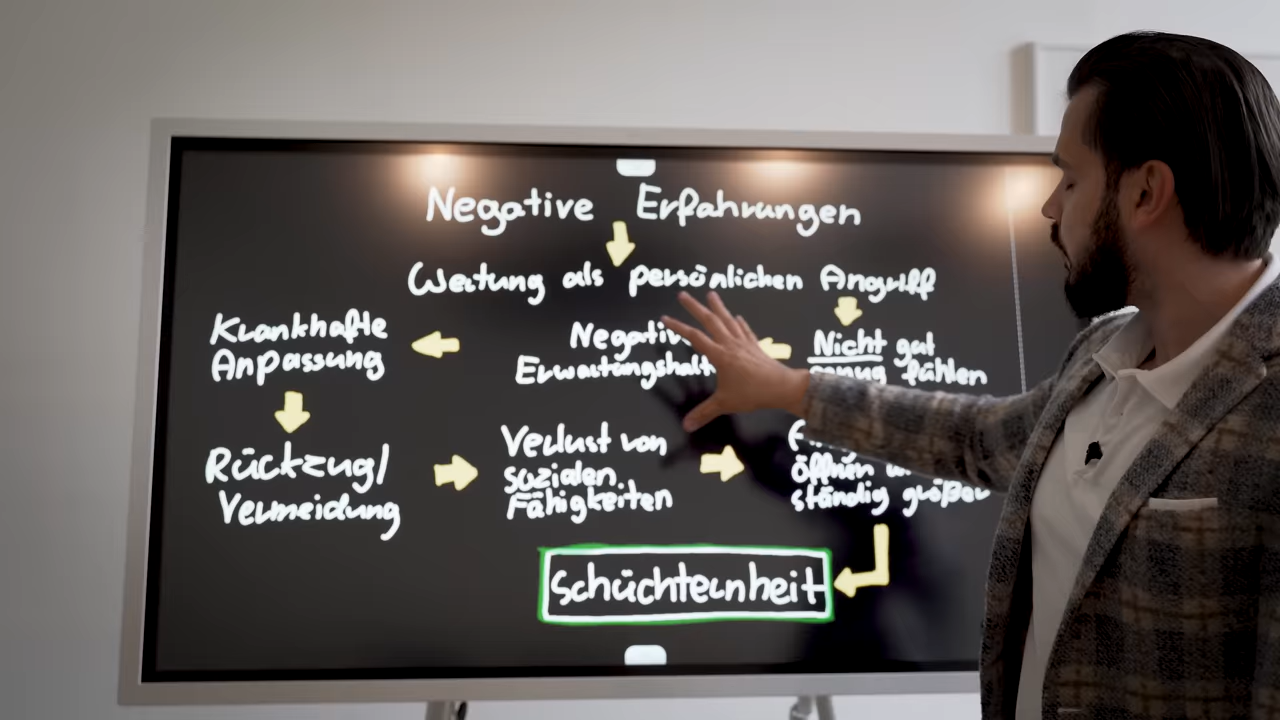 Negative Erfahrungen
Wertung als persönlichen Angriff
Krankhafte
Anpassung
Negative
Nicht gut
fühlen
Rückzug/
Vermeidung
Verlust von
sozialen
Fähigkeiten
öffnen
ständig größer
Schüchternheit